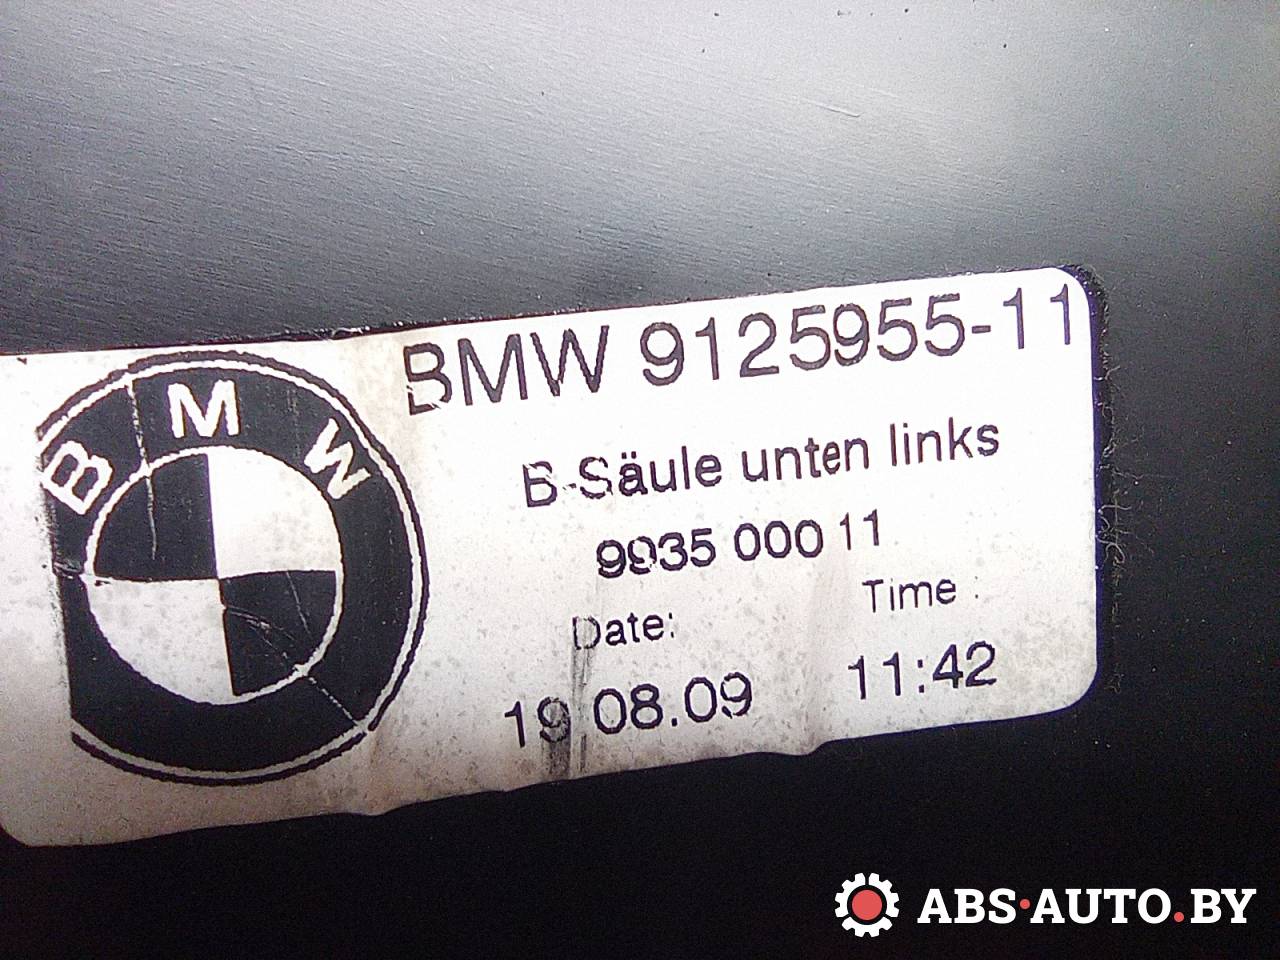 BMW 9125955-11
B-Säule unten links
9935 000 11
Date: Time :
19 08.09 11:42
BMW
ABS·AUTO.BY